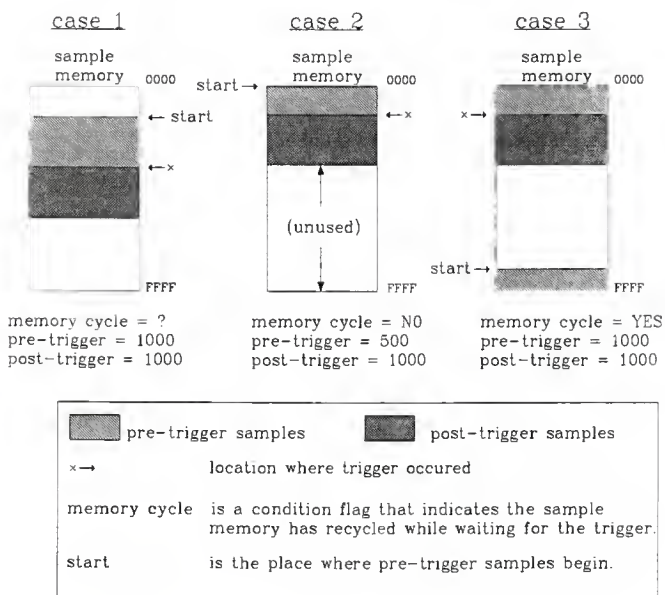 case 1
sample
memory
0000
← start
←x
FFFF
memory cycle = ?
pre-trigger = 1000
post-trigger = 1000
case 2
sample
memory
0000
start→
←x
(unused)
FFFF
memory cycle = NO
pre-trigger = 500
post-trigger = 1000
case 3
sample
memory
0000
x→
start→
FFFF
memory cycle = YES
pre-trigger = 1000
post-trigger = 1000
pre-trigger samples
post-trigger samples
x→ location where trigger occured
memory cycle is a condition flag that indicates the sample
memory has recycled while waiting for the trigger.
start is the place where pre-trigger samples begin.